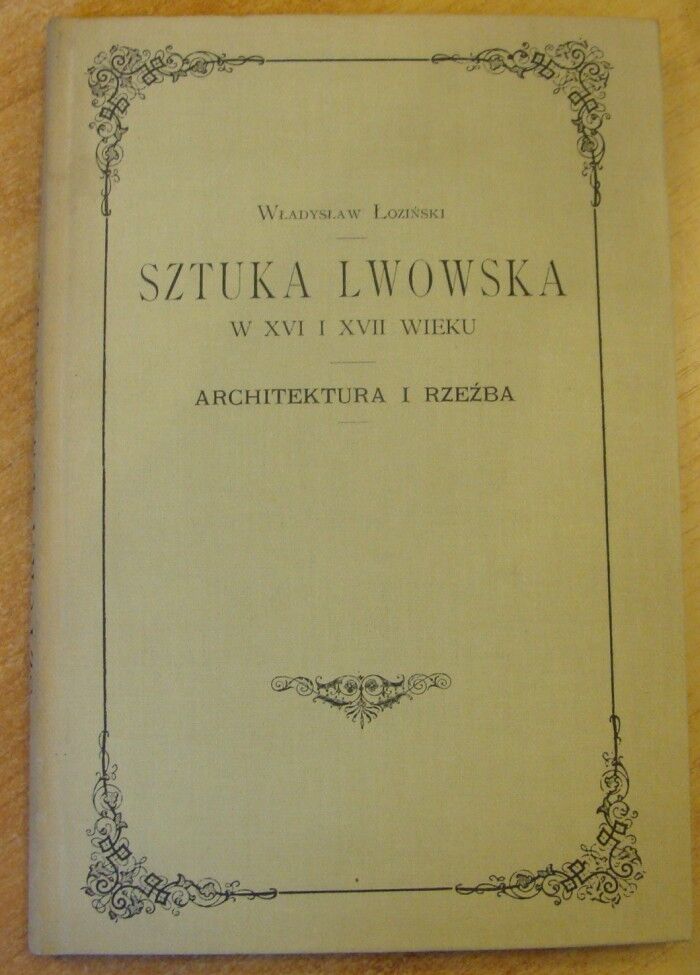 Władysław Łoziński
SZTUKA LWOWSKA
W XVI I XVII WIEKU
ARCHITEKTURA I RZEŹBA